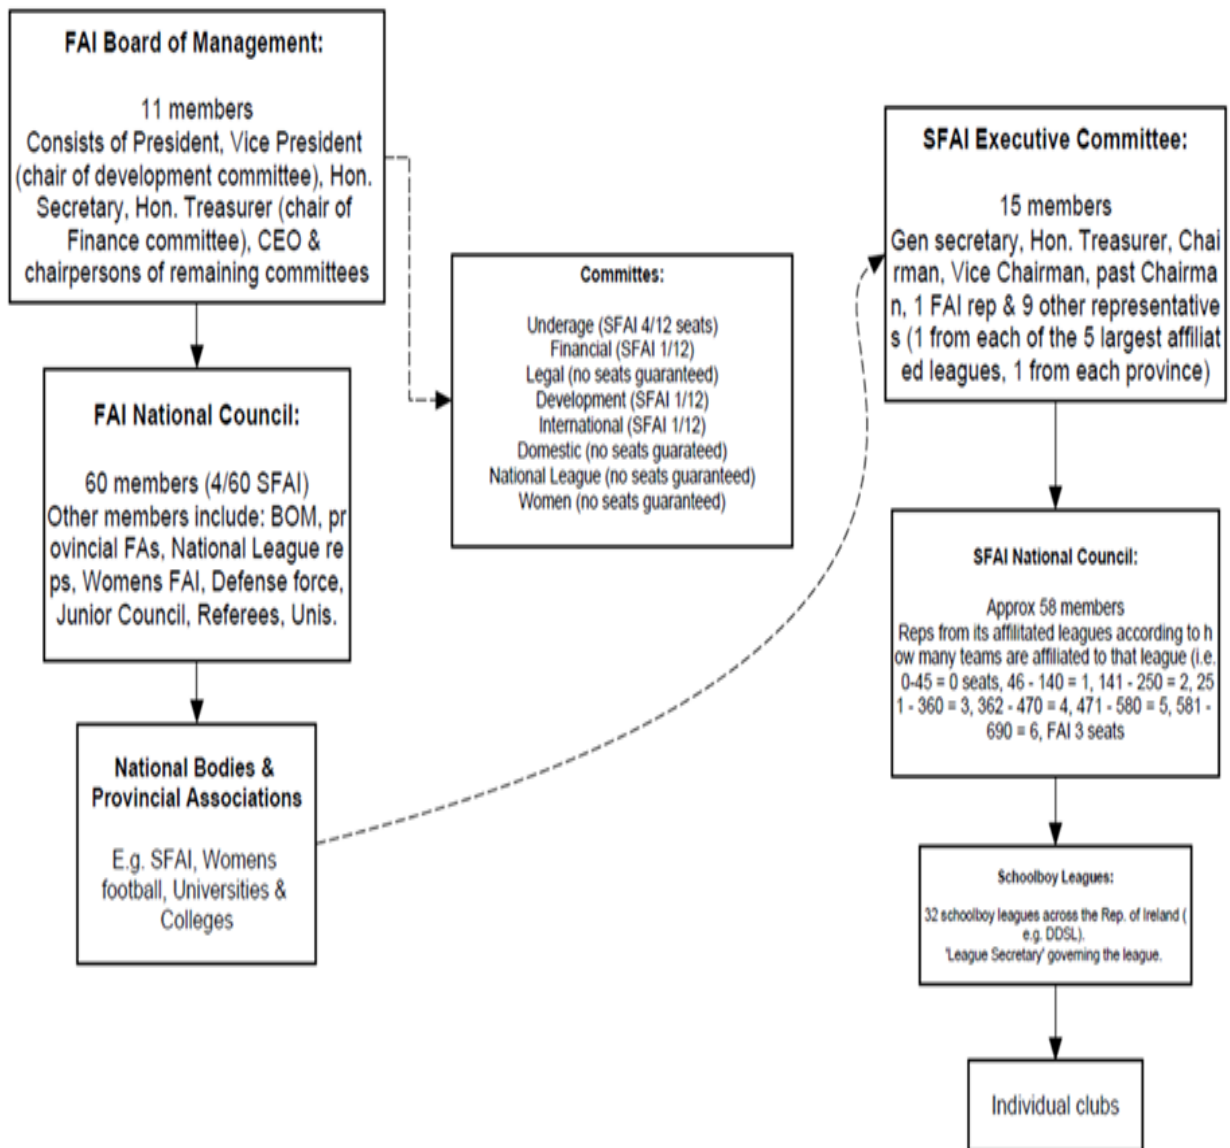 FAI Board of Management:
11 members
Consists of President, Vice President
(chair of development committee), Hon.
Secretary, Hon. Treasurer (chair of
Finance committee), CEO &
chairpersons of remaining committees
FAI National Council:
60 members (4/60 SFAI)
Other members include: BOM, pr
ovincial FAs, National League re
ps, Womens FAI, Defense force,
Junior Council, Referees, Unis.
National Bodies &
Provincial Associations
E.g. SFAI, Womens
football, Universities &
Colleges
Committes:
Underage (SFAI 4/12 seats)
Financial (SFAI 1/12)
Legal (no seats guaranteed)
Development (SFAI 1/12)
International (SFAI 1/12)
Domestic (no seats guarateed)
National League (no seats guaranteed)
Women (no seats guaranteed)
SFAI Executive Committee:
15 members
Gen secretary, Hon. Treasurer, Chai
rman, Vice Chairman, past Chairma
n, 1 FAI rep & 9 other representative
s (1 from each of the 5 largest affiliat
ed leagues, 1 from each province)
SFAI National Council:
Approx 58 members
Reps from its affilitated leagues according to h
ow many teams are affiliated to that league (i.e.
0-45 = 0 seats, 46 - 140 = 1, 141 - 250 = 2, 25
1 - 360 = 3, 362 - 470 = 4, 471 - 580 = 5, 581 -
690 = 6, FAI 3 seats
Schoolboy Leagues:
32 schoolboy leagues across the Rep. of Ireland (
e.g. DDSL).
'League Secretary' governing the league.
Individual clubs